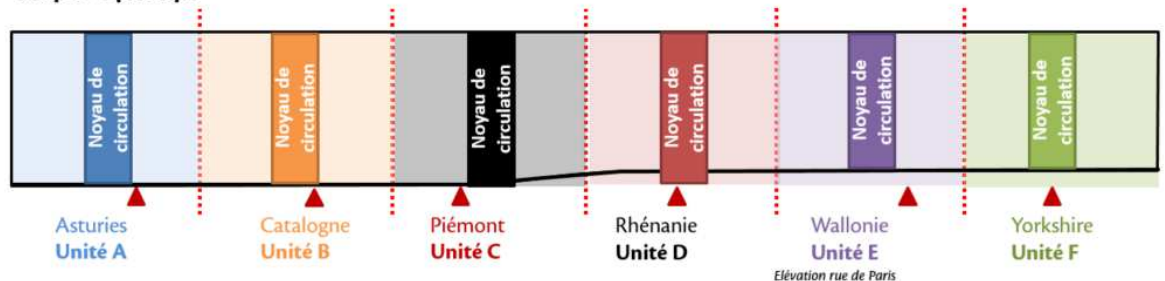 Noyau de
circulation
Noyau de
circulation
Noyau de
circulation
Noyau de
circulation
Noyau de
circulation
Noyau de
circulation
Asturies
Unité A
Catalogne
Unité B
Piémont
Unité C
Rhénanie
Unité D
Wallonie
Unité E
Yorkshire
Unité F
Elévation rue de Paris